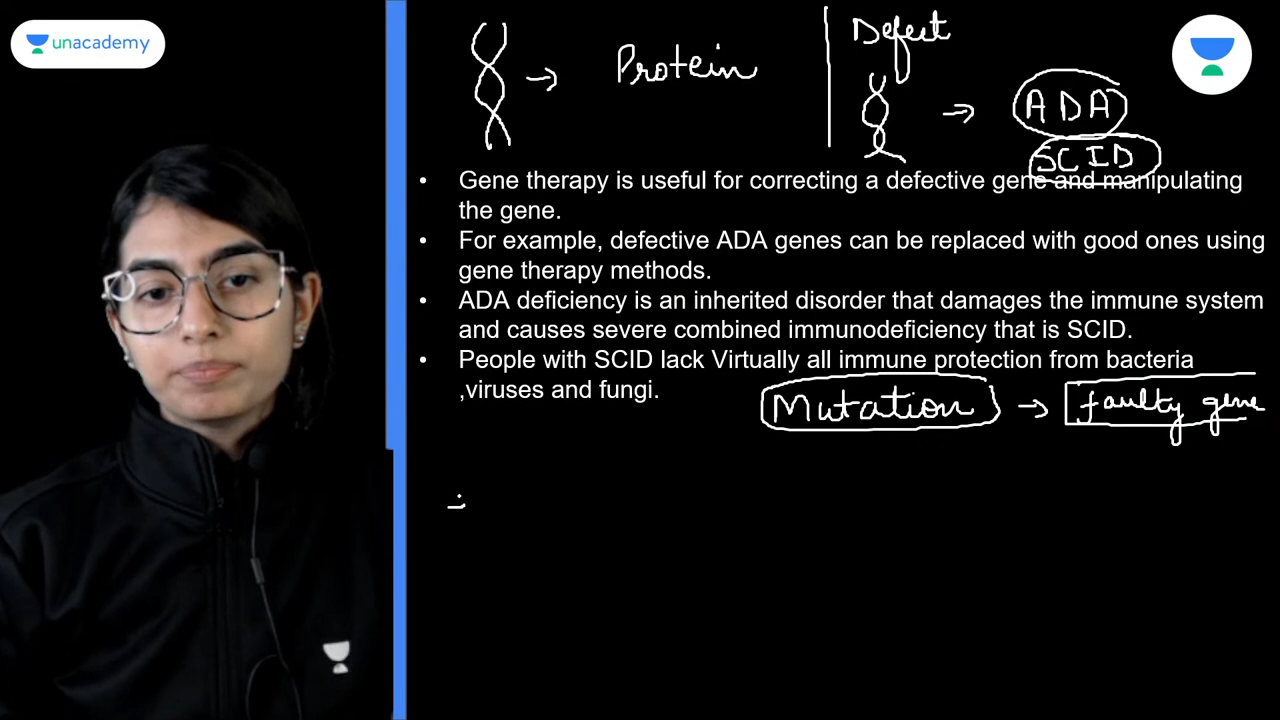 unacademy
Protein
Defect
ADA
SCID
• Gene therapy is useful for correcting a defective gene and manipulating
the gene.
• For example, defective ADA genes can be replaced with good ones using
gene therapy methods.
• ADA deficiency is an inherited disorder that damages the immune system
and causes severe combined immunodeficiency that is SCID.
• People with SCID lack Virtually all immune protection from bacteria
,viruses and fungi.
Mutation → faulty gene